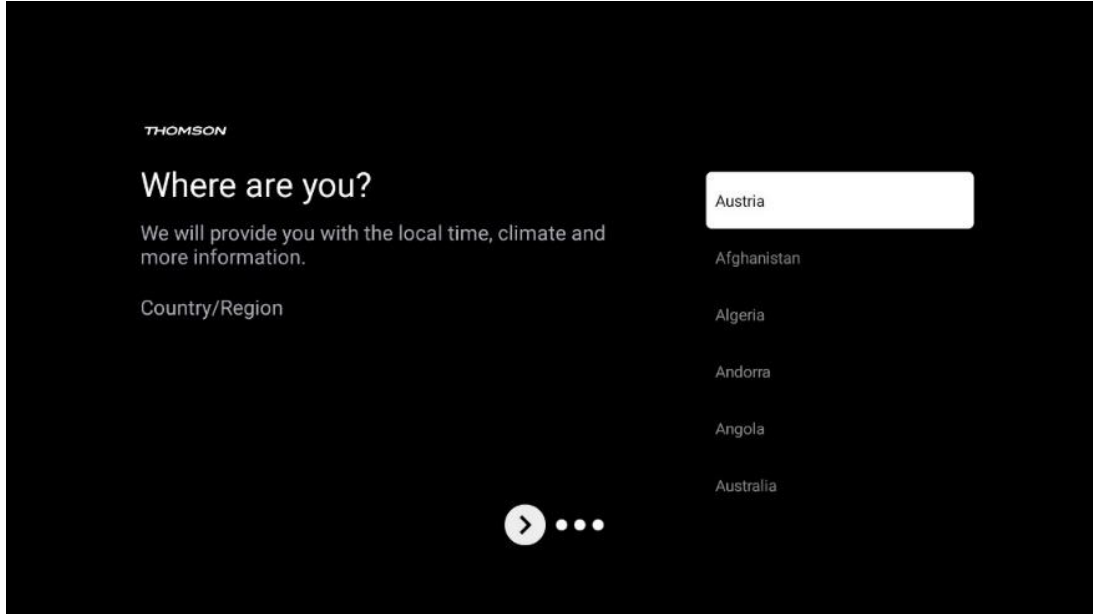 THOMSON
Where are you?
We will provide you with the local time, climate and
more information.
Country/Region
Austria
Afghanistan
Algeria
Andorra
Angola
Australia